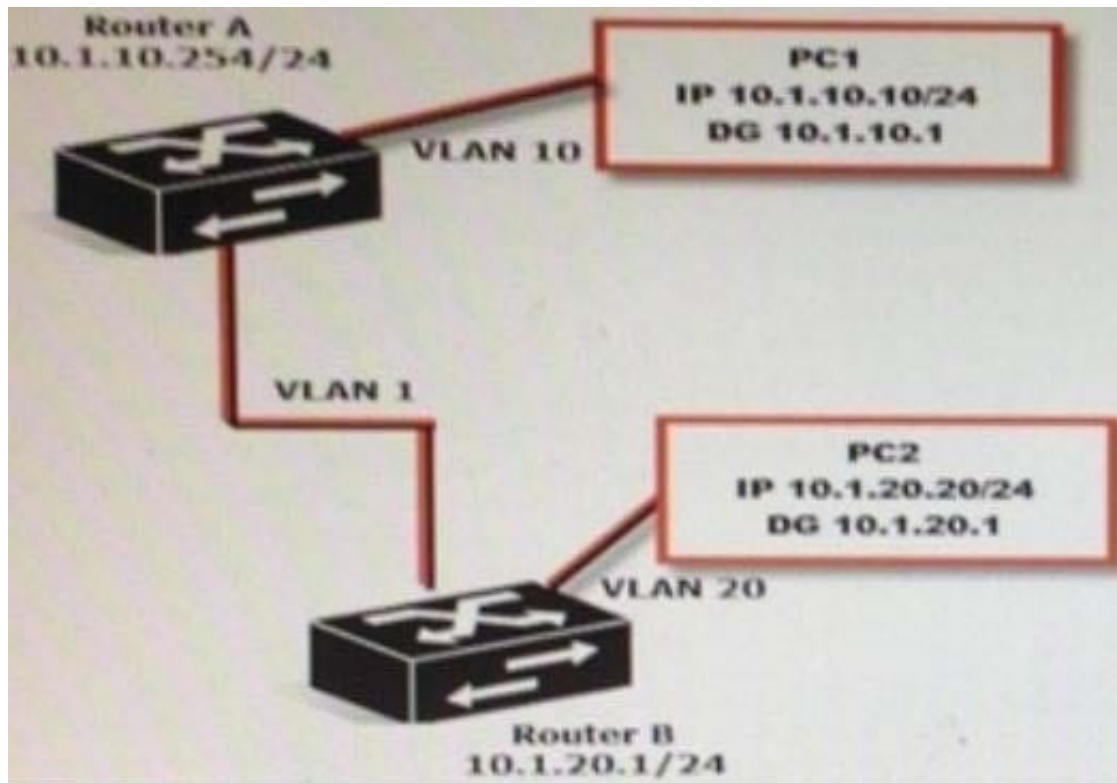 Router A
10.1.10.254/24
PC1
IP 10.1.10.10/24
DG 10.1.10.1
VLAN 10
VLAN 1
PC2
IP 10.1.20.20/24
DG 10.1.20.1
VLAN 20
Router B
10.1.20.1/24